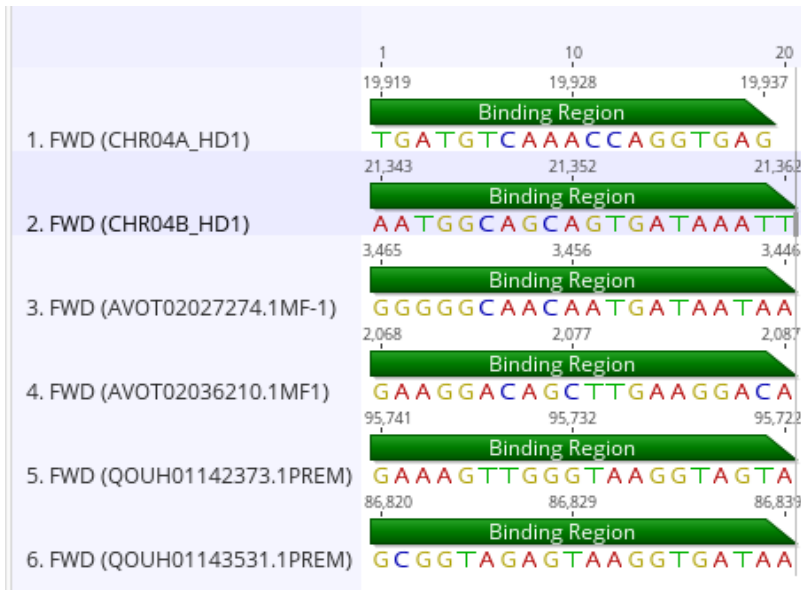 1 10 20
19,919 19,928 19,937
Binding Region
1. FWD (CHR04A_HD1) TGATGTCAAACCAGGTGAG
21,343 21,352 21,362
Binding Region
2. FWD (CHR04B_HD1) AATGGCAGCAGTGATAAATT
3,465 3,456 3,446
Binding Region
3. FWD (AVOT02027274.1MF-1) GGGGGCAACAATGATAATAA
2,068 2,077 2,087
Binding Region
4. FWD (AVOT02036210.1MF1) GAAGGACAGCTTGAAGGACA
95,741 95,732 95,722
Binding Region
5. FWD (QOUH01142373.1PREM) GAAAGTTGGGTAAGGTAGTA
86,820 86,829 86,839
Binding Region
6. FWD (QOUH01143531.1PREM) GCGGTAGAGTAAGGTGATAA